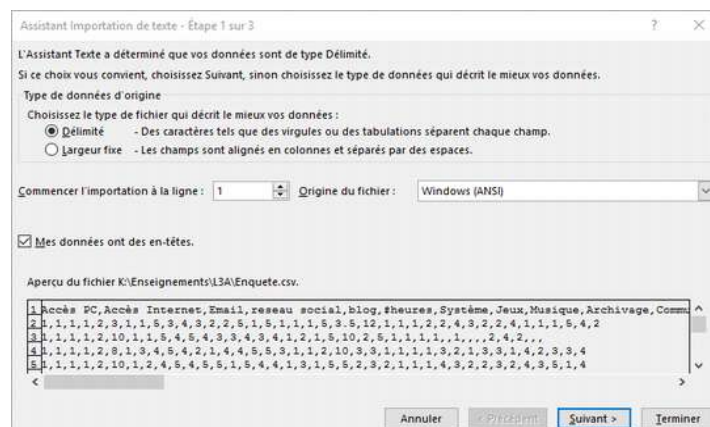 Assistant Importation de texte - Étape 1 sur 3
?
L'Assistant Texte a déterminé que vos données sont de type Délimité.
Si ce choix vous convient, choisissez Suivant, sinon choisissez le type de données qui décrit le mieux vos données.
Type de données d'origine
Choisissez le type de fichier qui décrit le mieux vos données :
Délimité - Des caractères tels que des virgules ou des tabulations séparent chaque champ.
Largeur fixe - Les champs sont alignés en colonnes et séparés par des espaces.
Commencer l'importation à la ligne : 1 Origine du fichier : Windows (ANSI)
Mes données ont des en-têtes.
Aperçu du fichier K:\Enseignements\L3A\Enquete.csv.
1 Accès PC,Accès Internet,Email,reseau social,blog,#heures,Système,Jeux,Musique,Archivage,Commu
2 1,1,1,1,2,3,1,1,5,3,4,3,2,2,5,1,5,1,1,1,5,3.5,12,1,1,1,2,2,4,3,2,2,4,1,1,1,5,4,2
3 1,1,1,1,2,10,1,1,5,4,5,4,3,3,4,3,4,1,2,1,5,10,2,5,1,1,1,1,,1,,,,2,4,2,,,
4 1,1,1,1,2,8,1,3,4,5,4,2,1,4,4,5,5,3,1,1,2,10,3,3,1,1,1,1,3,2,1,3,3,1,4,2,3,3,4
5 1,1,1,1,2,10,1,2,4,5,4,5,5,1,5,4,4,1,3,1,5,5,2,3,2,1,1,1,4,3,2,2,3,2,4,3,5,1,4
Annuler < Précédent Suivant > Terminer